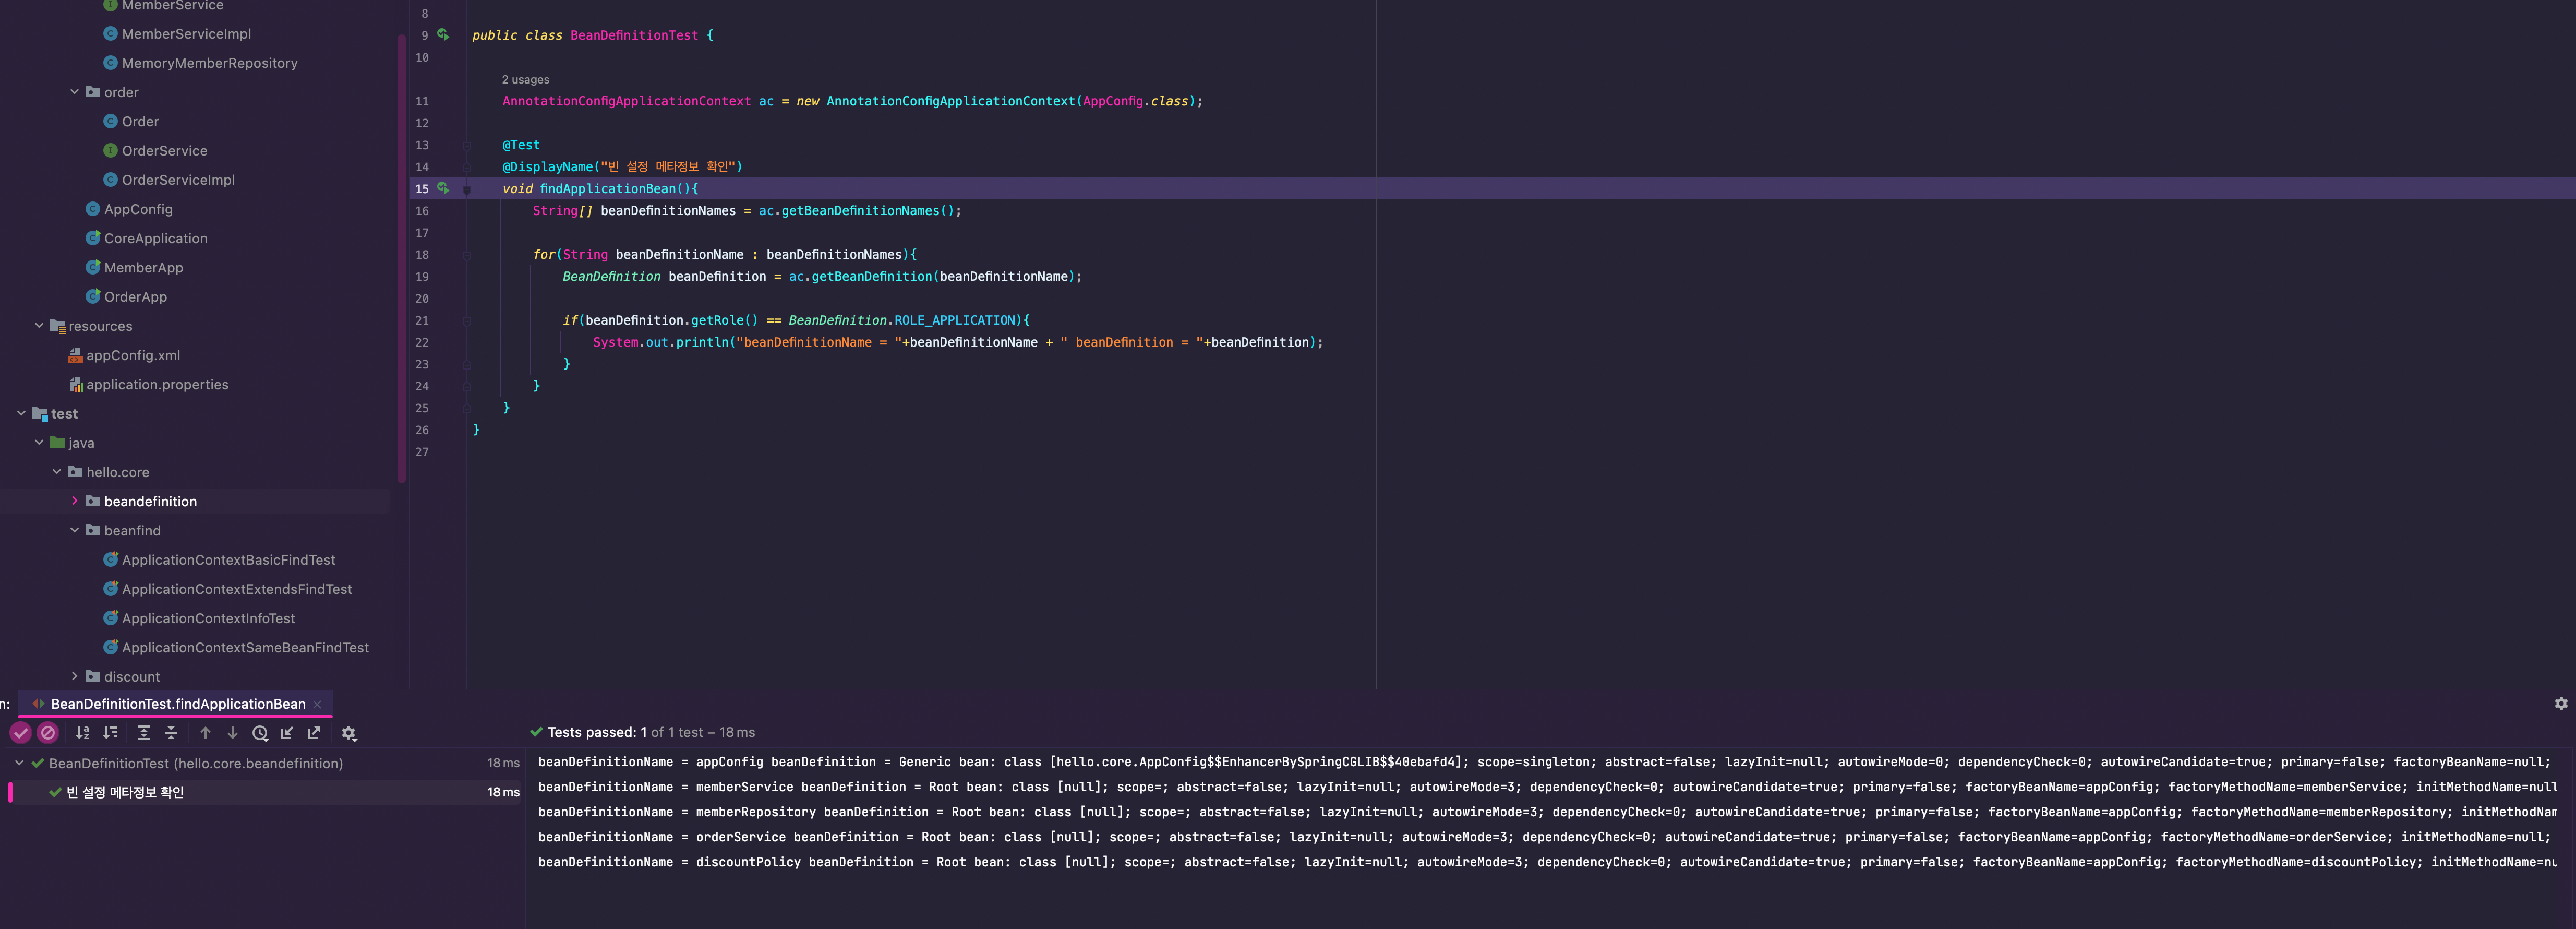 MemberService
MemberServiceImpl
MemoryMemberRepository
order
Order
OrderService
OrderServiceImpl
AppConfig
CoreApplication
MemberApp
OrderApp
resources
appConfig.xml
application.properties
test
java
hello.core
beandefinition
beanfind
ApplicationContextBasicFindTest
ApplicationContextExtendsFindTest
ApplicationContextInfoTest
ApplicationContextSameBeanFindTest
discount
8
9 public class BeanDefinitionTest {
10
2 usages
11 AnnotationConfigApplicationContext ac = new AnnotationConfigApplicationContext(AppConfig.class);
12
13 @Test
14 @DisplayName("빈 설정 메타정보 확인")
15 void findApplicationBean(){
16 String[] beanDefinitionNames = ac.getBeanDefinitionNames();
17
18 for(String beanDefinitionName : beanDefinitionNames){
19 BeanDefinition beanDefinition = ac.getBeanDefinition(beanDefinitionName);
20
21 if(beanDefinition.getRole() == BeanDefinition.ROLE_APPLICATION){
22 System.out.println("beanDefinitionName = "+beanDefinitionName + " beanDefinition = "+beanDefinition);
23 }
24 }
25 }
26 }
27
n: BeanDefinitionTest.findApplicationBean
Tests passed: 1 of 1 test – 18 ms
BeanDefinitionTest (hello.core.beandefinition) 18 ms
빈 설정 메타정보 확인 18 ms
beanDefinitionName = appConfig beanDefinition = Generic bean: class [hello.core.AppConfig$$EnhancerBySpringCGLIB$$40ebafd4]; scope=singleton; abstract=false; lazyInit=null; autowireMode=0; dependencyCheck=0; autowireCandidate=true; primary=false; factoryBeanName=null;
beanDefinitionName = memberService beanDefinition = Root bean: class [null]; scope=; abstract=false; lazyInit=null; autowireMode=3; dependencyCheck=0; autowireCandidate=true; primary=false; factoryBeanName=appConfig; factoryMethodName=memberService; initMethodName=null
beanDefinitionName = memberRepository beanDefinition = Root bean: class [null]; scope=; abstract=false; lazyInit=null; autowireMode=3; dependencyCheck=0; autowireCandidate=true; primary=false; factoryBeanName=appConfig; factoryMethodName=memberRepository; initMethodNam
beanDefinitionName = orderService beanDefinition = Root bean: class [null]; scope=; abstract=false; lazyInit=null; autowireMode=3; dependencyCheck=0; autowireCandidate=true; primary=false; factoryBeanName=appConfig; factoryMethodName=orderService; initMethodName=null;
beanDefinitionName = discountPolicy beanDefinition = Root bean: class [null]; scope=; abstract=false; lazyInit=null; autowireMode=3; dependencyCheck=0; autowireCandidate=true; primary=false; factoryBeanName=appConfig; factoryMethodName=discountPolicy; initMethodName=nu